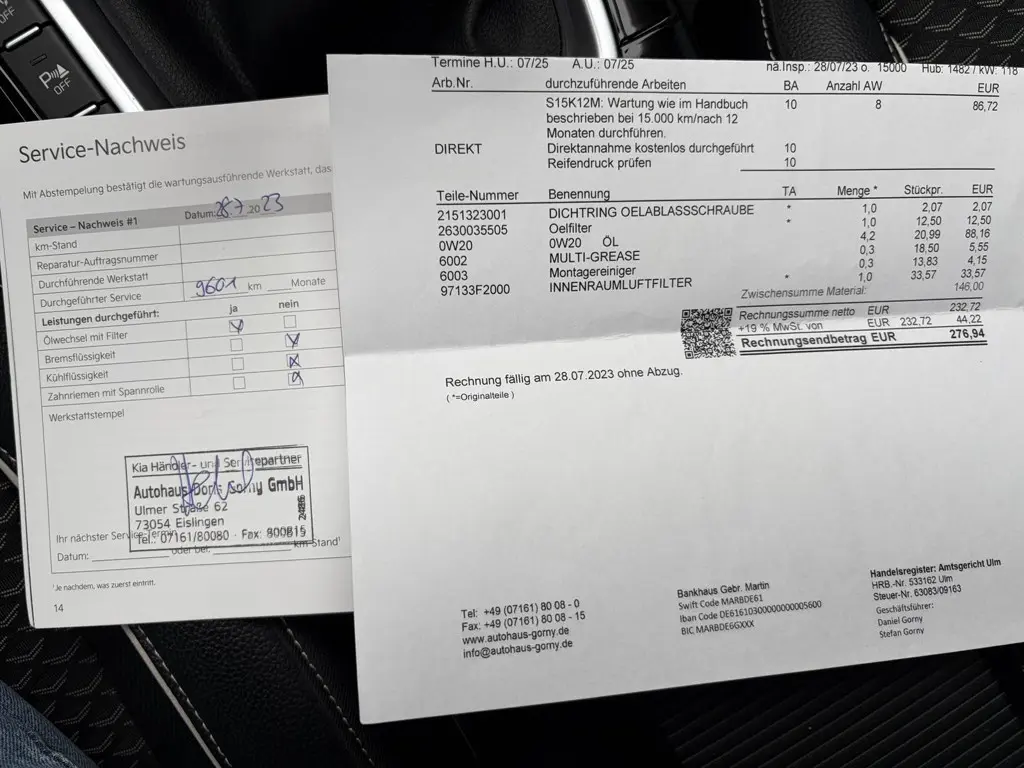 OFF
P OFF
Service-Nachweis
Mit Abstempelung bestätigt die wartungsausführende Werkstatt, das
Service – Nachweis #1 Datum: 28.7.2023
km-Stand
Reparatur-Auftragsnummer
Durchführende Werkstatt
Durchgeführter Service 9601 km Monate
Leistungen durchgeführt: ja nein
Ölwechsel mit Filter
Bremsflüssigkeit
Kühlflüssigkeit
Zahnriemen mit Spannrolle
Werkstattstempel
Kia Händler- und Servicepartner
Autohaus Doris Gorny GmbH
Ulmer Straße 62
73054 Eislingen
Tel.: 07161/80080 · Fax: 800815
Ihr nächster Service-Termin
Datum: oder bei: km-Stand¹
¹Je nachdem, was zuerst eintritt.
14
Termine H.U.: 07/25 A.U.: 07/25 nä.Insp.: 28/07/23 o. 15000 Hub: 1482 / kW: 118
Arb.Nr. durchzuführende Arbeiten BA Anzahl AW EUR
S15K12M: Wartung wie im Handbuch 10 8 86,72
beschrieben bei 15.000 km/nach 12
Monaten durchführen.
DIREKT Direktannahme kostenlos durchgeführt 10
Reifendruck prüfen 10
Teile-Nummer Benennung TA Menge * Stückpr. EUR
2151323001 DICHTRING OELABLASSSCHRAUBE * 1,0 2,07 2,07
2630035505 Oelfilter * 1,0 12,50 12,50
0W20 0W20 ÖL 4,2 20,99 88,16
6002 MULTI-GREASE 0,3 18,50 5,55
6003 Montagereiniger 0,3 13,83 4,15
97133F2000 INNENRAUMLUFTFILTER * 1,0 33,57 33,57
Zwischensumme Material: 146,00
Rechnungssumme netto EUR 232,72
+19 % MwSt. von EUR 232,72 44,22
Rechnungsendbetrag EUR 276,94
Rechnung fällig am 28.07.2023 ohne Abzug.
( *=Originalteile )
Tel: +49 (07161) 80 08 - 0
Fax: +49 (07161) 80 08 - 15
www.autohaus-gorny.de
info@autohaus-gorny.de
Bankhaus Gebr. Martin
Swift Code MARBDE61
Iban Code DE61610300000000005600
BIC MARBDE6GXXX
Handelsregister: Amtsgericht Ulm
HRB.-Nr. 533162 Ulm
Steuer-Nr. 63083/09163
Geschäftsführer:
Daniel Gorny
Stefan Gorny